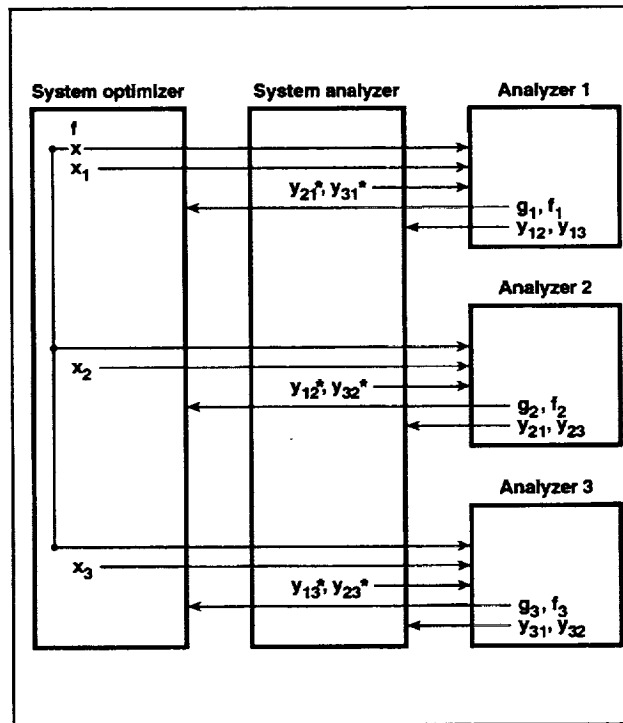 System optimizer
System analyzer
Analyzer 1
f
x
x₁
y₂₁*, y₃₁*
g₁, f₁
y₁₂, y₁₃
Analyzer 2
x₂
y₁₂*, y₃₂*
g₂, f₂
y₂₁, y₂₃
Analyzer 3
x₃
y₁₃*, y₂₃*
g₃, f₃
y₃₁, y₃₂